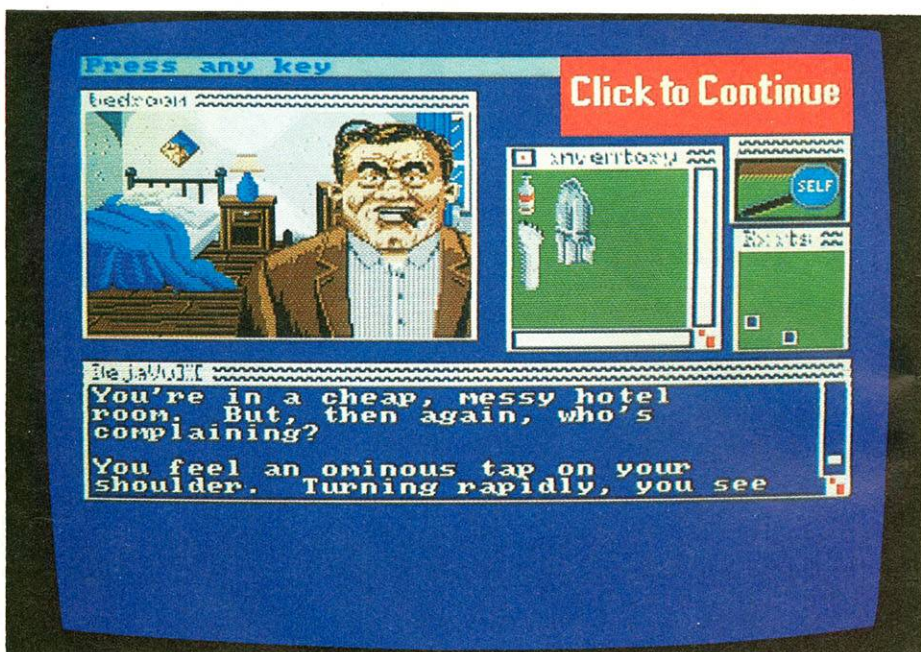 Press any key
Click to Continue
bedroom
inventory
SELF
Exits
DejaVuII
You're in a cheap, messy hotel
room. But, then again, who's
complaining?
You feel an ominous tap on your
shoulder. Turning rapidly, you see